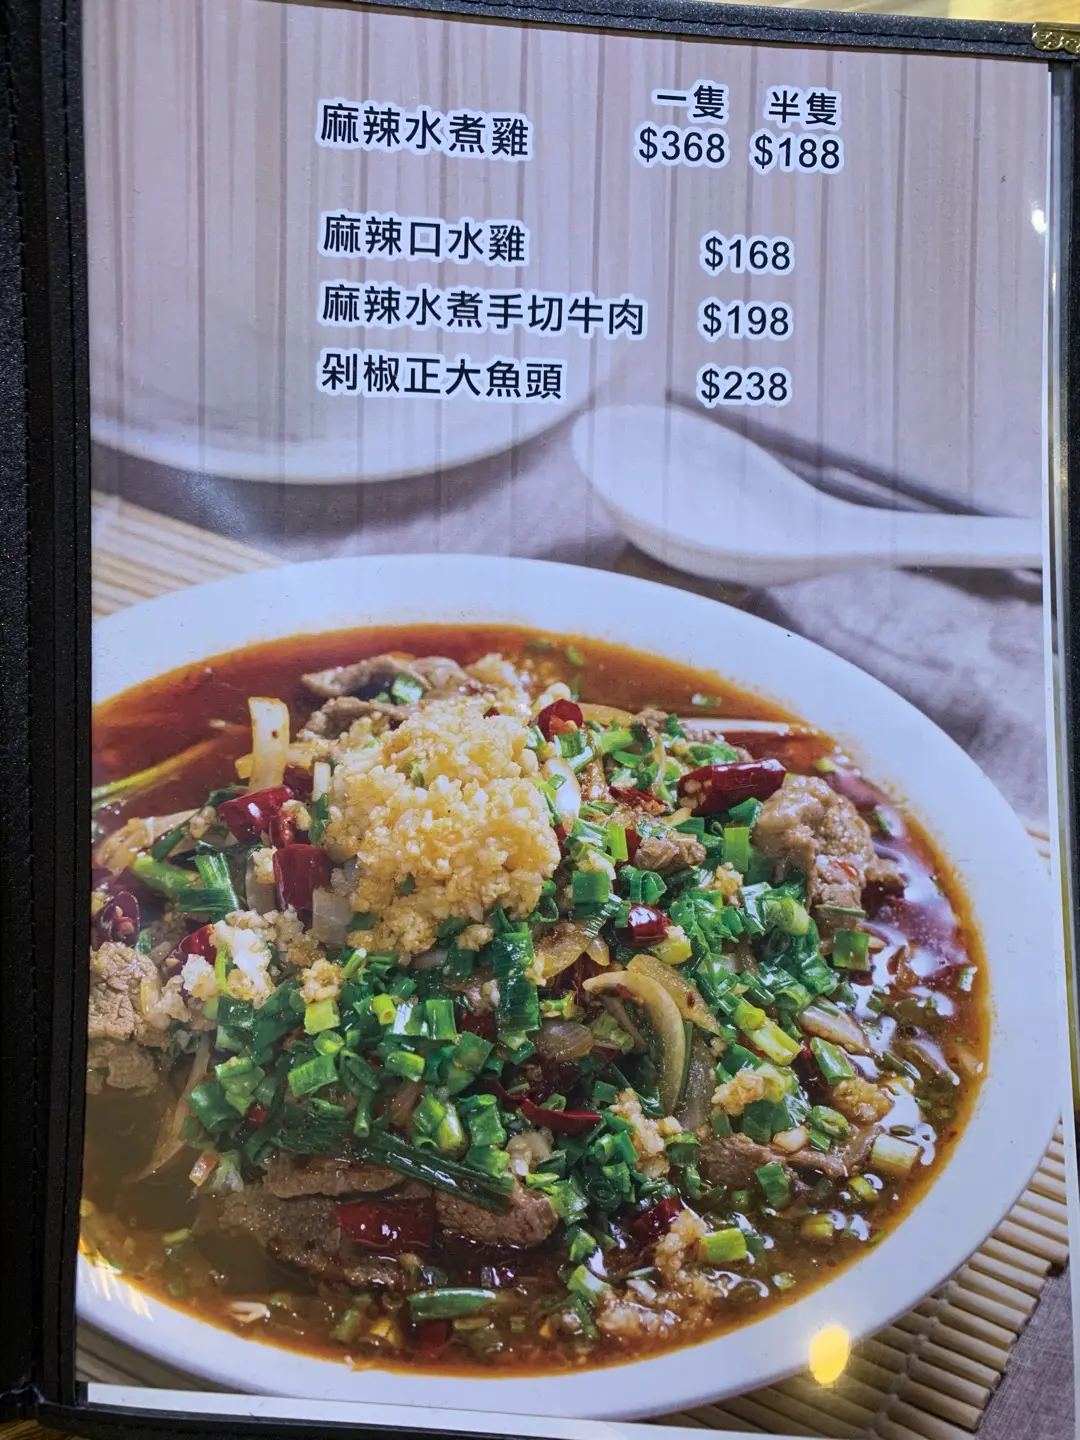 一隻 半隻
麻辣水煮雞 $368 $188
麻辣口水雞 $168
麻辣水煮手切牛肉 $198
剁椒正大魚頭 $238